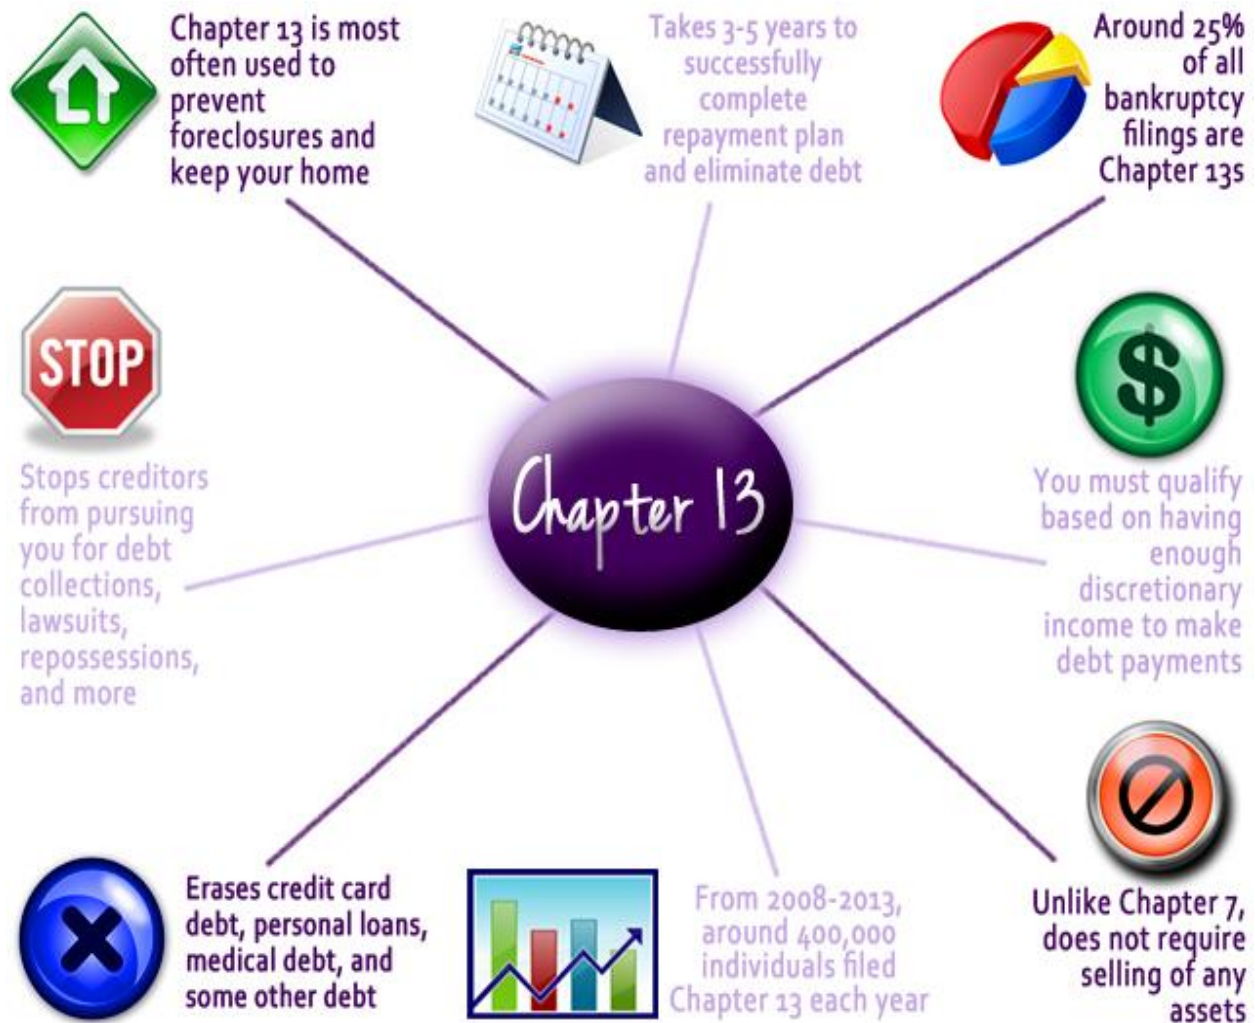 Chapter 13 is most
often used to
prevent
foreclosures and
keep your home
Takes 3-5 years to
successfully
complete
repayment plan
and eliminate debt
Around 25%
of all
bankruptcy
filings are
Chapter 13s
STOP
Stops creditors
from pursuing
you for debt
collections,
lawsuits,
repossessions,
and more
Chapter 13
$
You must qualify
based on having
enough
discretionary
income to make
debt payments
Erases credit card
debt, personal loans,
medical debt, and
some other debt
From 2008-2013,
around 400,000
individuals filed
Chapter 13 each year
Unlike Chapter 7,
does not require
selling of any
assets